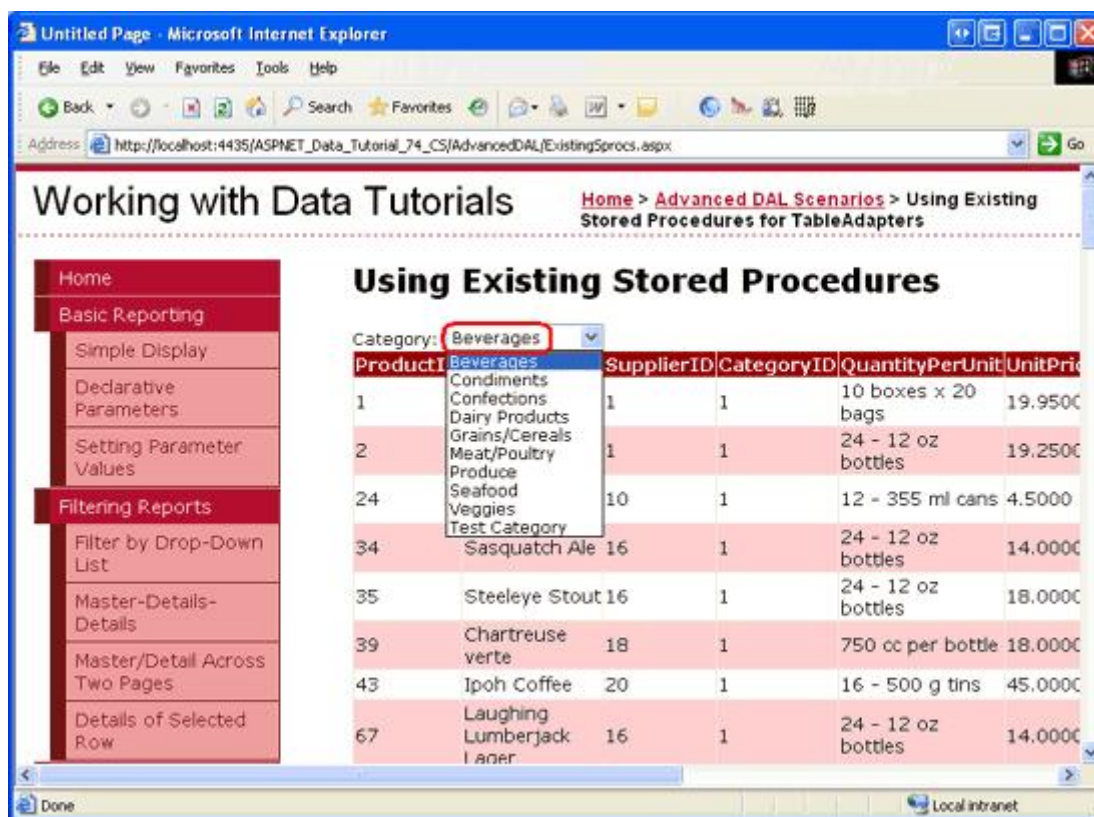 Untitled Page - Microsoft Internet Explorer
File Edit View Favorites Tools Help
Back Search Favorites
Address http://localhost:4435/ASPNET_Data_Tutorial_74_CS/AdvancedDAL/ExistingSprocs.aspx Go
Working with Data Tutorials
Home > Advanced DAL Scenarios > Using Existing
Stored Procedures for TableAdapters
Home
Basic Reporting
Simple Display
Declarative
Parameters
Setting Parameter
Values
Filtering Reports
Filter by Drop-Down
List
Master-Details-
Details
Master/Detail Across
Two Pages
Details of Selected
Row
Using Existing Stored Procedures
Category: Beverages
Beverages
Condiments
Confections
Dairy Products
Grains/Cereals
Meat/Poultry
Produce
Seafood
Veggies
Test Category
ProductI SupplierID CategoryID QuantityPerUnit UnitPric
1 1 1 10 boxes x 20
bags 19.9500
2 1 1 24 - 12 oz
bottles 19.2500
24 10 1 12 - 355 ml cans 4.5000
34 Sasquatch Ale 16 1 24 - 12 oz
bottles 14.0000
35 Steeleye Stout 16 1 24 - 12 oz
bottles 18.0000
39 Chartreuse
verte 18 1 750 cc per bottle 18.0000
43 Ipoh Coffee 20 1 16 - 500 g tins 45.0000
67 Laughing
Lumberjack
Lager 16 1 24 - 12 oz
bottles 14.0000
Done Local intranet